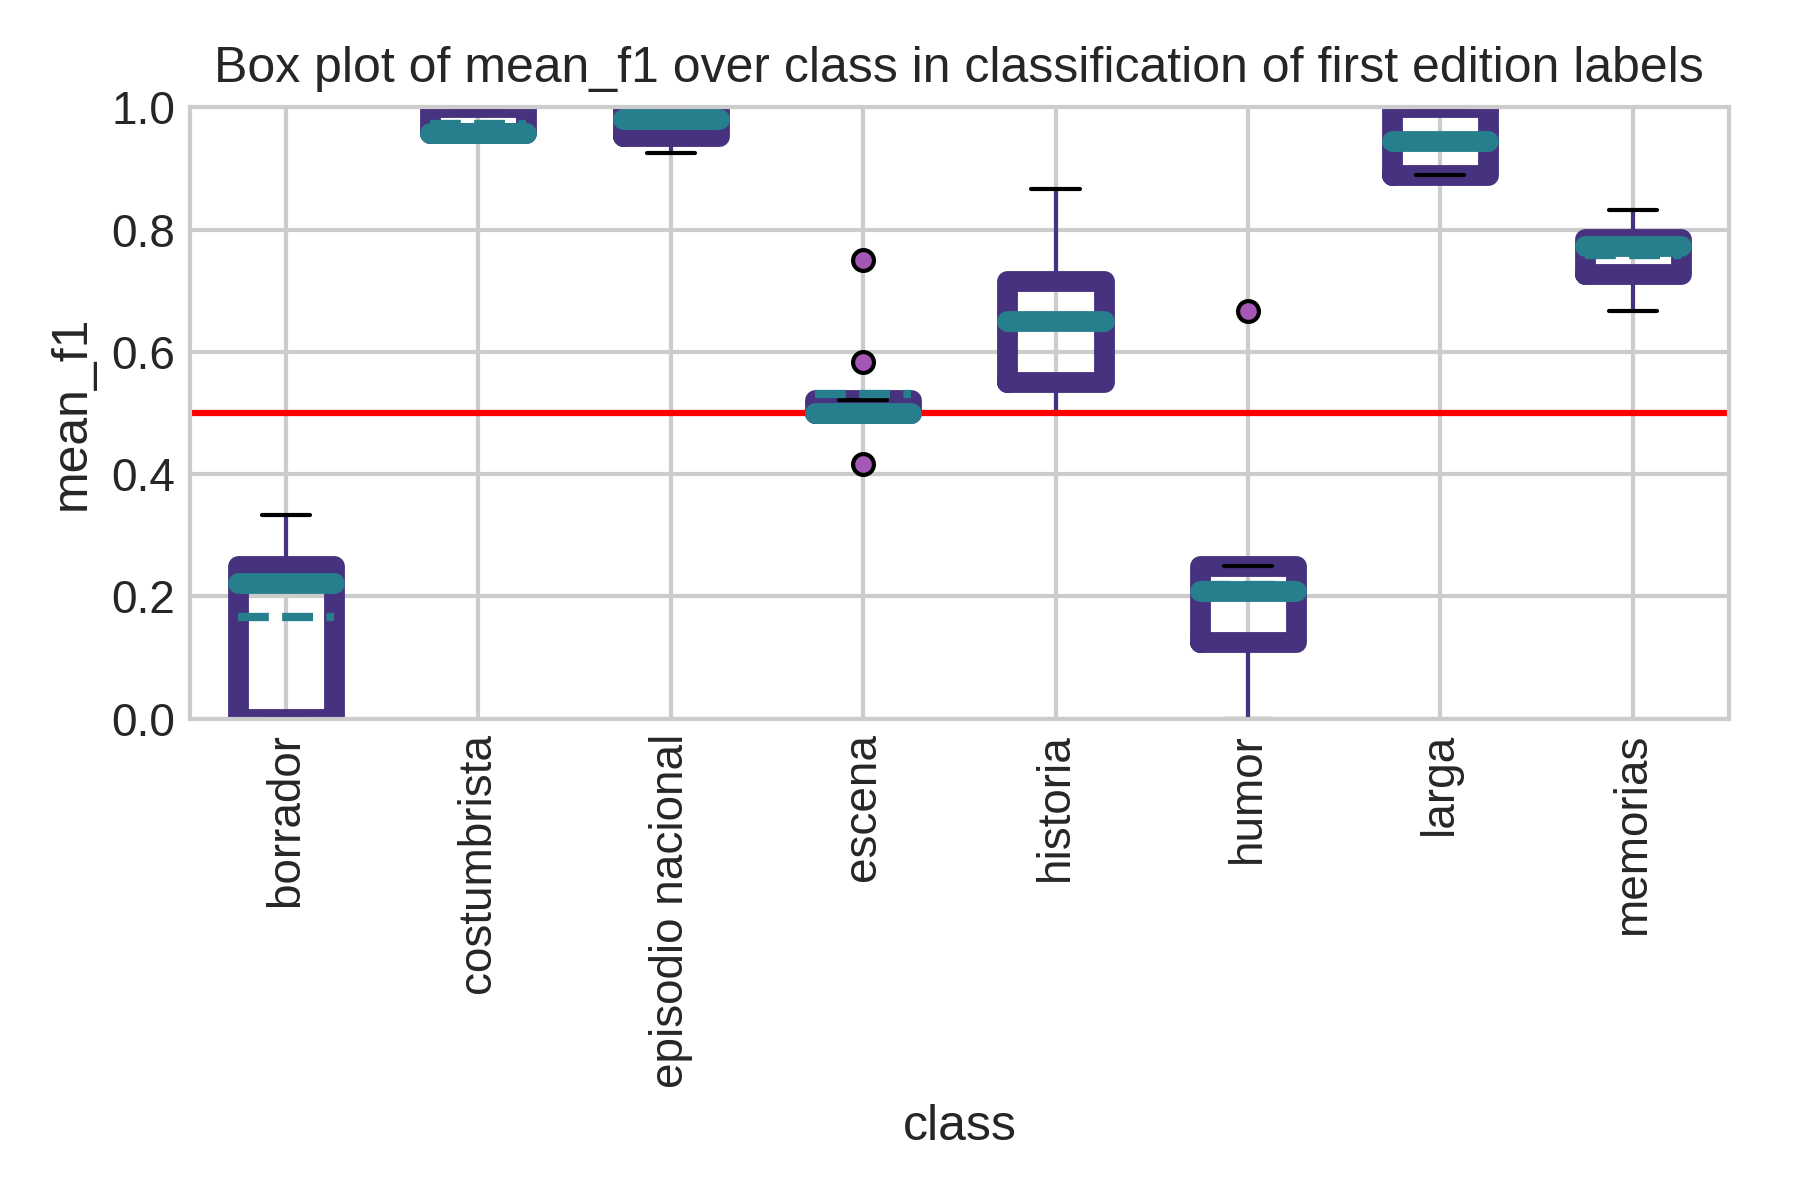 Box plot of mean_f1 over class in classification of first edition labels
mean_f1
1.0
0.8
0.6
0.4
0.2
0.0
borrador
costumbrista
episodio nacional
escena
historia
humor
larga
memorias
class